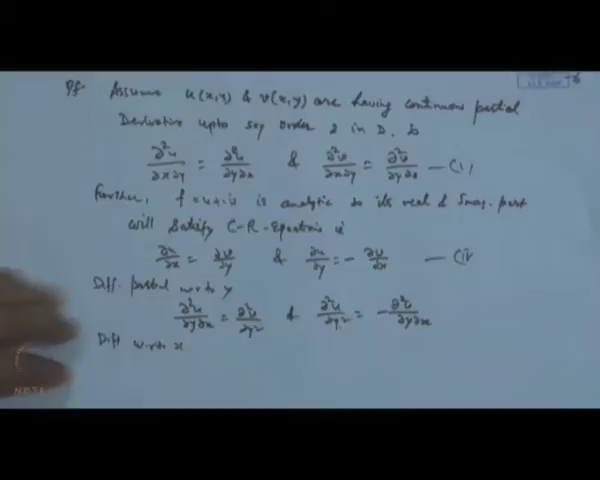 Pf. Assume u(x,y) & v(x,y) are having continuous partial
Derivative upto say order 2 in D. So
∂²u/∂x∂y = ∂²u/∂y∂x & ∂²v/∂x∂y = ∂²v/∂y∂x —(i)
Further, f = u+iv is analytic so its real & Imag. part
will satisfy C-R-Equations i.e
∂u/∂x = ∂v/∂y & ∂u/∂y = - ∂v/∂x —(ii)
Diff. partial w.r.to y
∂²u/∂y∂x = ∂²v/∂y² & ∂²u/∂y² = - ∂²v/∂y∂x
Diff w.r.to x